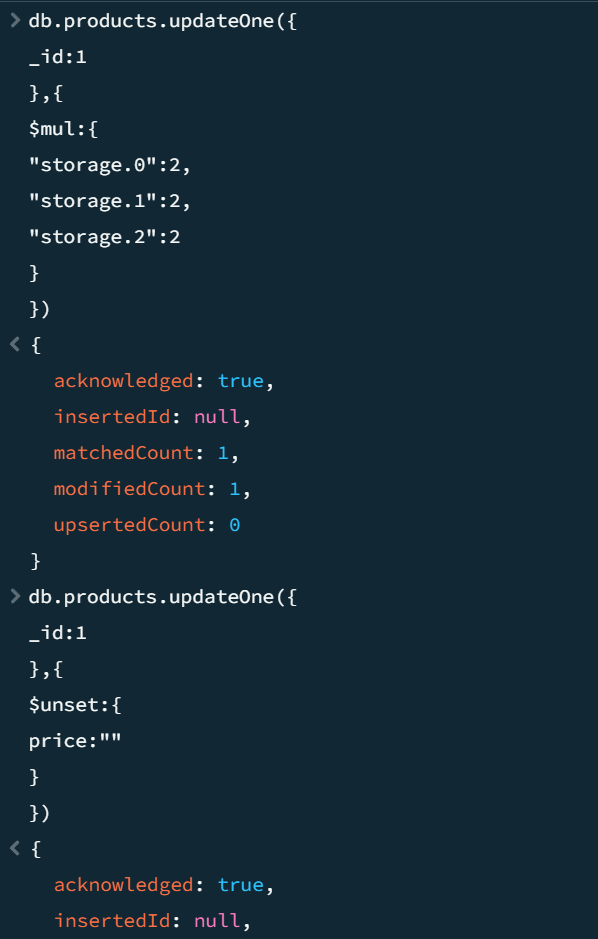 > db.products.updateOne({
_id:1
},{
$mul:{
"storage.0":2,
"storage.1":2,
"storage.2":2
}
})
< {
acknowledged: true,
insertedId: null,
matchedCount: 1,
modifiedCount: 1,
upsertedCount: 0
}
> db.products.updateOne({
_id:1
},{
$unset:{
price:""
}
})
< {
acknowledged: true,
insertedId: null,